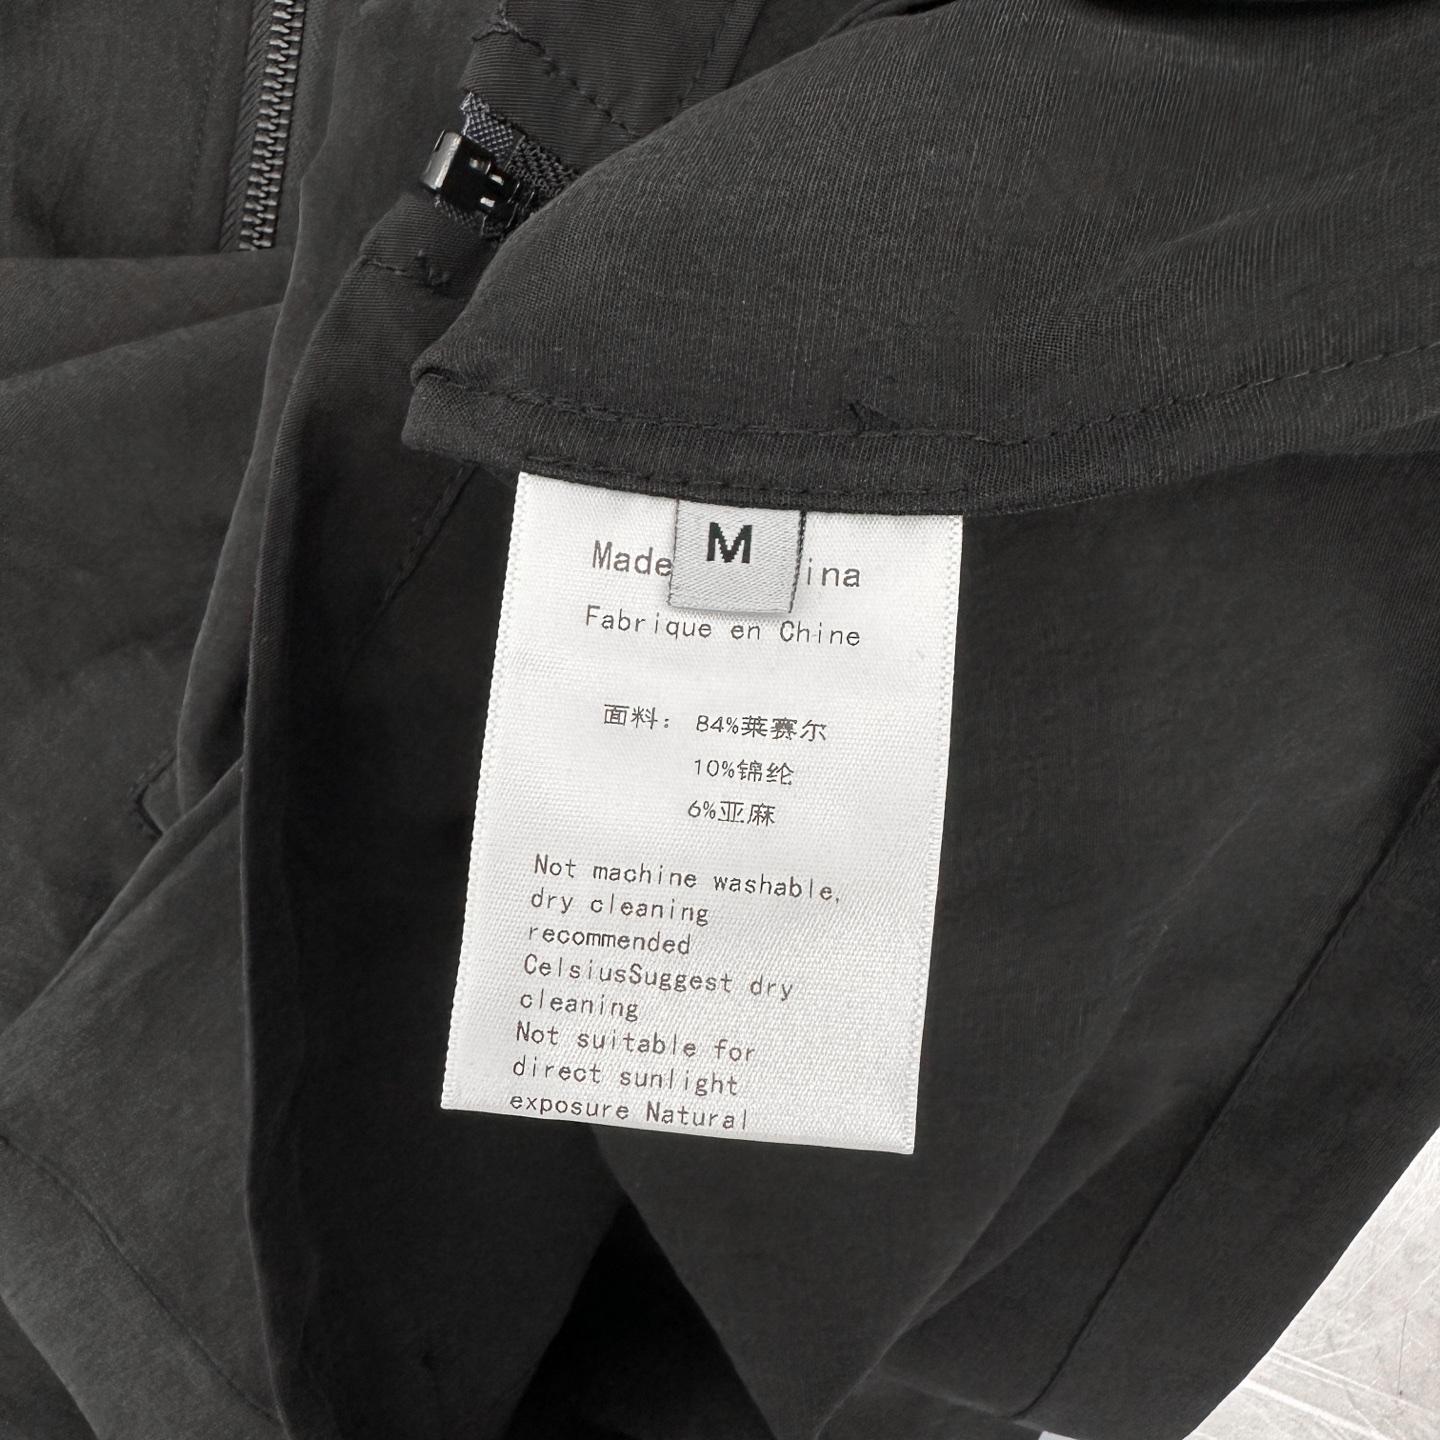 M
Made ina
Fabrique en Chine
面料： 84%莱赛尔
10%锦纶
6%亚麻
Not machine washable,
dry cleaning
recommended
CelsiusSuggest dry
cleaning
Not suitable for
direct sunlight
exposure Natural